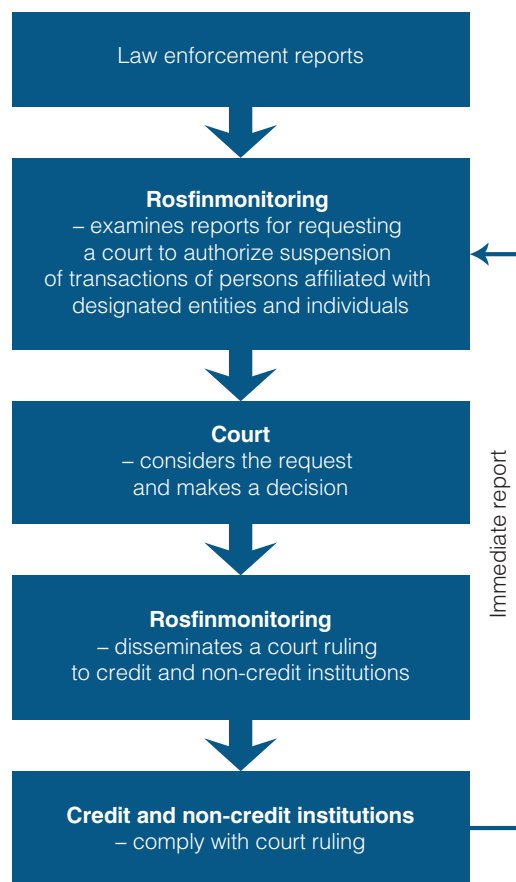 Law enforcement reports
Rosfinmonitoring
– examines reports for requesting
a court to authorize suspension
of transactions of persons affiliated with
designated entities and individuals
Court
– considers the request
and makes a decision
Immediate report
Rosfinmonitoring
– disseminates a court ruling
to credit and non-credit institutions
Credit and non-credit institutions
– comply with court ruling